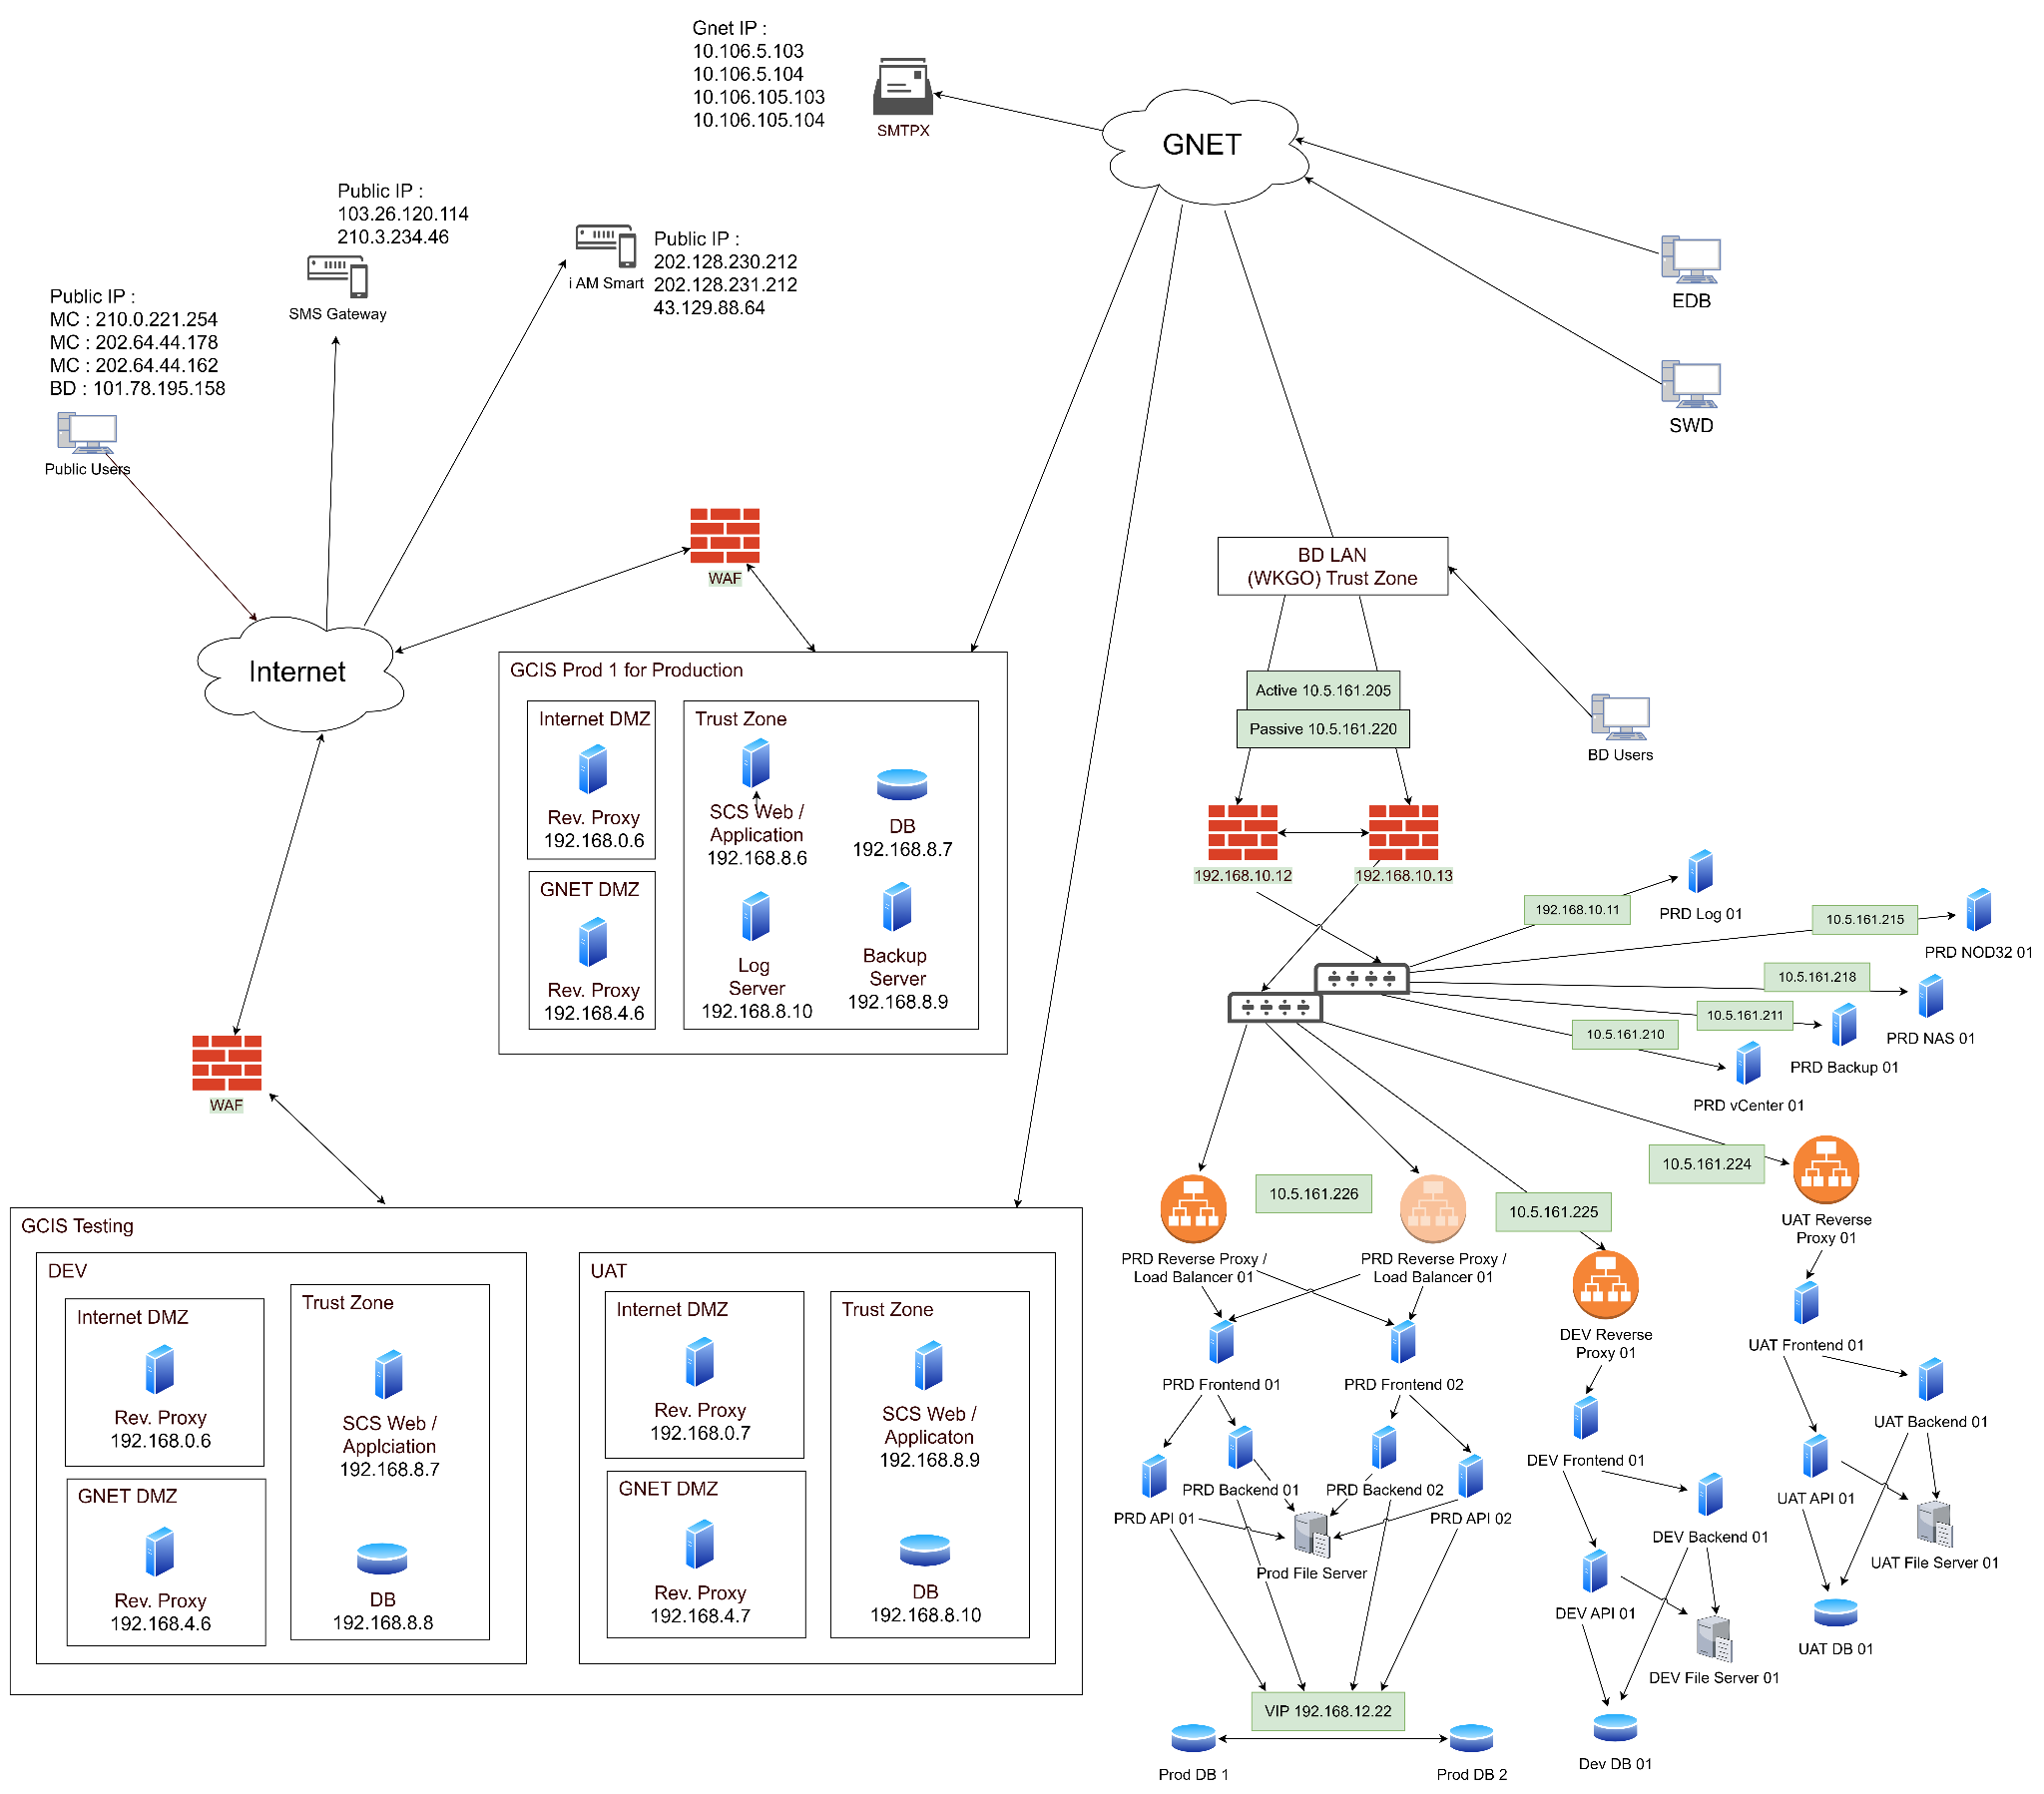 Gnet IP :
10.106.5.103
10.106.5.104
10.106.105.103
10.106.105.104
SMTPX
GNET
Public IP :
103.26.120.114
210.3.234.46
SMS Gateway
Public IP :
202.128.230.212
202.128.231.212
43.129.88.64
i AM Smart
Public IP :
MC : 210.0.221.254
MC : 202.64.44.178
MC : 202.64.44.162
BD : 101.78.195.158
Public Users
EDB
SWD
WAF
Internet
BD LAN
(WKGO) Trust Zone
Active 10.5.161.205
Passive 10.5.161.220
BD Users
192.168.10.12
192.168.10.13
GCIS Prod 1 for Production
Internet DMZ
Rev. Proxy
192.168.0.6
GNET DMZ
Rev. Proxy
192.168.4.6
Trust Zone
SCS Web /
Application
192.168.8.6
DB
192.168.8.7
Log
Server
192.168.8.10
Backup
Server
192.168.8.9
192.168.10.11
PRD Log 01
10.5.161.215
PRD NOD32 01
10.5.161.218
PRD NAS 01
10.5.161.211
PRD Backup 01
10.5.161.210
PRD vCenter 01
WAF
GCIS Testing
DEV
Internet DMZ
Rev. Proxy
192.168.0.6
GNET DMZ
Rev. Proxy
192.168.4.6
Trust Zone
SCS Web /
Applciation
192.168.8.7
DB
192.168.8.8
UAT
Internet DMZ
Rev. Proxy
192.168.0.7
GNET DMZ
Rev. Proxy
192.168.4.7
Trust Zone
SCS Web /
Applicaton
192.168.8.9
DB
192.168.8.10
10.5.161.226
10.5.161.225
10.5.161.224
PRD Reverse Proxy /
Load Balancer 01
PRD Reverse Proxy /
Load Balancer 01
PRD Frontend 01
PRD Frontend 02
PRD Backend 01
PRD Backend 02
PRD API 01
PRD API 02
Prod File Server
VIP 192.168.12.22
Prod DB 1
Prod DB 2
DEV Reverse
Proxy 01
DEV Frontend 01
DEV Backend 01
DEV API 01
DEV File Server 01
Dev DB 01
UAT Reverse
Proxy 01
UAT Frontend 01
UAT Backend 01
UAT API 01
UAT File Server 01
UAT DB 01